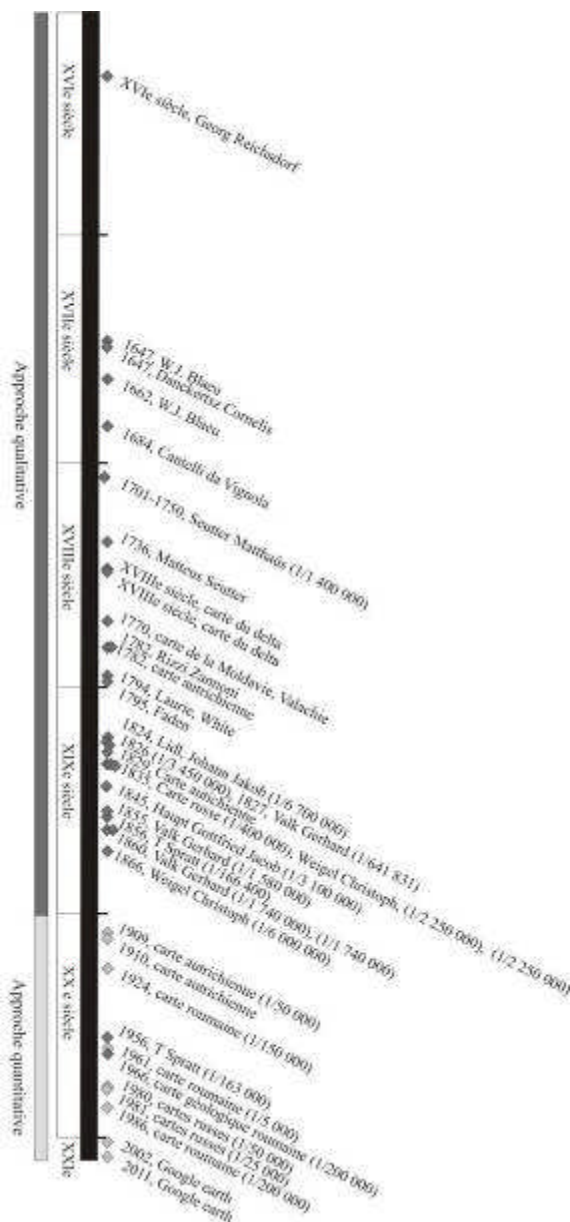 Approche qualitative
Approche quantitative
XVIe siècle
XVIIe siècle
XVIIIe siècle
XIXe siècle
XX e siècle
XXIe
XVIe siècle, Georg Reichsdorf
1647, W.J. Blaeu
1647, Danckertsz Cornelis
1662, W.J. Blaeu
1684, Cantelli da Vignola
1701-1750, Seutter Matthaüs (1/1 400 000)
1736, Matteus Seutter
XVIIIe siècle, carte du delta
XVIIIe siècle, carte du delta
1770, carte de la Moldavie, Valachie
1782, Rizzi Zannoni
1782, carte autrichienne
1794, Laurie, White
1795, Faden
1824, Lidl, Johann Jakob (1/6 700 000)
1826 (1/3 450 000), 1827, Valk Gerhard (1/641 831)
1829, Carte autrichienne
1835, Carte russe (1/400 000), Weigel Christoph, (1/2 250 000), (1/2 250 000)
1845, Haupt Gottfried Jacob (1/3 100 000)
1855, Valk Gerhard (1/1 580 000)
1856, T Spratt (1/166 400)
1860, Valk Gerhard (1/1 740 000), (1/1 740 000)
1866, Weigel Christoph (1/6 000 000)
1909, carte autrichienne (1/50 000)
1910, carte autrichienne
1924, carte roumaine (1/150 000)
1956, T Spratt (1/163 000)
1961, carte roumaine (1/5 000)
1966, carte géologique roumaine (1/200 000)
1980, cartes russes (1/50 000)
1981, cartes russes (1/25 000)
1986, carte roumaine (1/200 000)
2002, Google earth
2011, Google earth